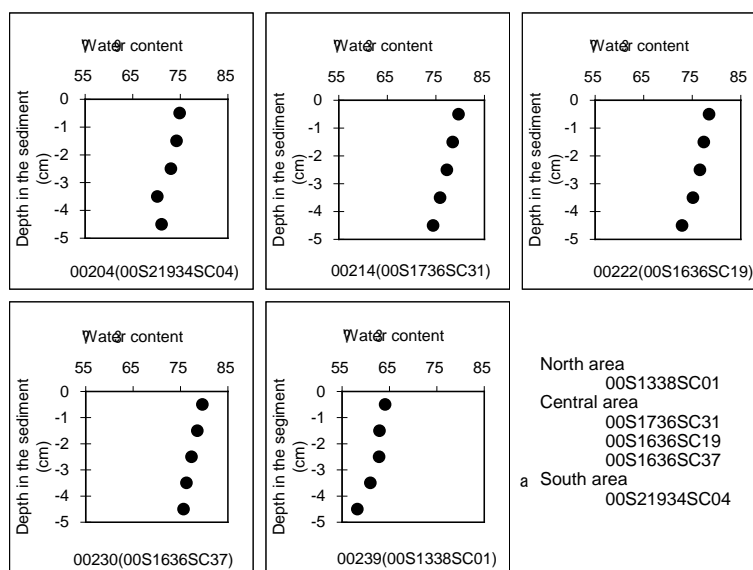 Water content
55 65 75 85
0
-1
-2
-3
-4
-5
Depth in the sediment
(cm)
00204(00S21934SC04)
Water content
55 65 75 85
0
-1
-2
-3
-4
-5
Depth in the sediment
(cm)
00214(00S1736SC31)
Water content
55 65 75 85
0
-1
-2
-3
-4
-5
Depth in the sediment
(cm)
00222(00S1636SC19)
Water content
55 65 75 85
0
-1
-2
-3
-4
-5
Depth in the sediment
(cm)
00230(00S1636SC37)
Water content
55 65 75 85
0
-1
-2
-3
-4
-5
Depth in the segiment
(cm)
00239(00S1338SC01)
North area
00S1338SC01
Central area
00S1736SC31
00S1636SC19
00S1636SC37
a South area
00S21934SC04